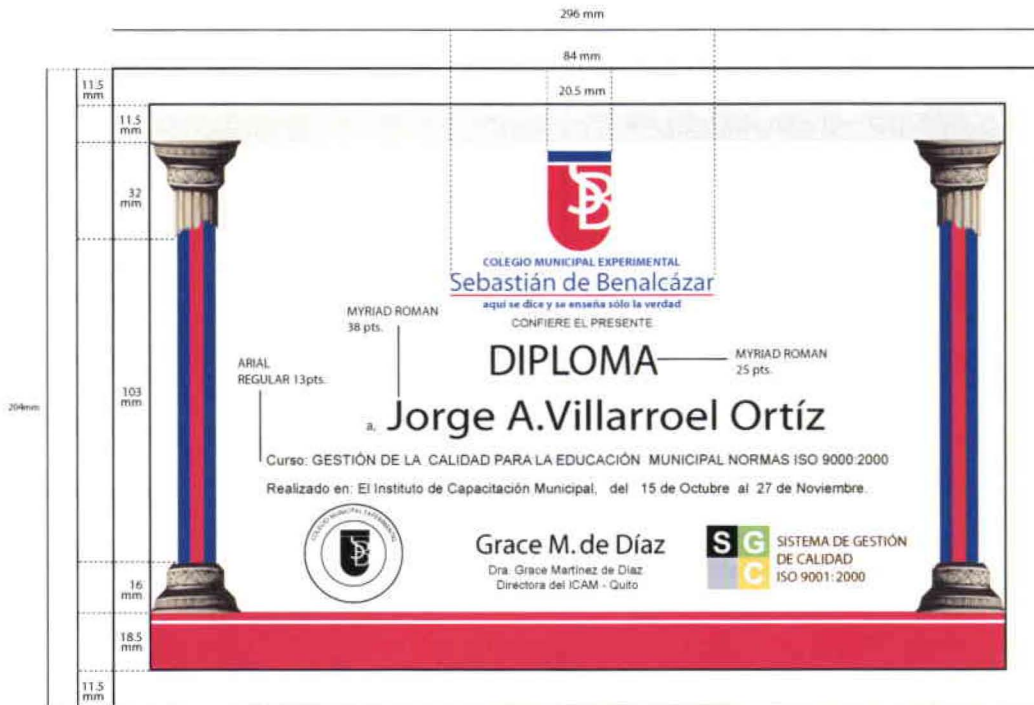 296 mm
84 mm
20.5 mm
11.5 mm
11.5 mm
32 mm
103 mm
204mm
16 mm
18.5 mm
11.5 mm
SB
COLEGIO MUNICIPAL EXPERIMENTAL
Sebastián de Benalcázar
aquí se dice y se enseña sólo la verdad
CONFIERE EL PRESENTE
MYRIAD ROMAN
38 pts.
DIPLOMA
MYRIAD ROMAN
25 pts.
ARIAL
REGULAR 13pts.
a, Jorge A.Villarroel Ortíz
Curso: GESTIÓN DE LA CALIDAD PARA LA EDUCACIÓN MUNICIPAL NORMAS ISO 9000:2000
Realizado en: El Instituto de Capacitación Municipal, del 15 de Octubre al 27 de Noviembre.
COLEGIO MUNICIPAL EXPERIMENTAL
SB
Grace M. de Díaz
Dra. Grace Martínez de Díaz
Directora del ICAM - Quito
S G C
SISTEMA DE GESTIÓN
DE CALIDAD
ISO 9001:2000